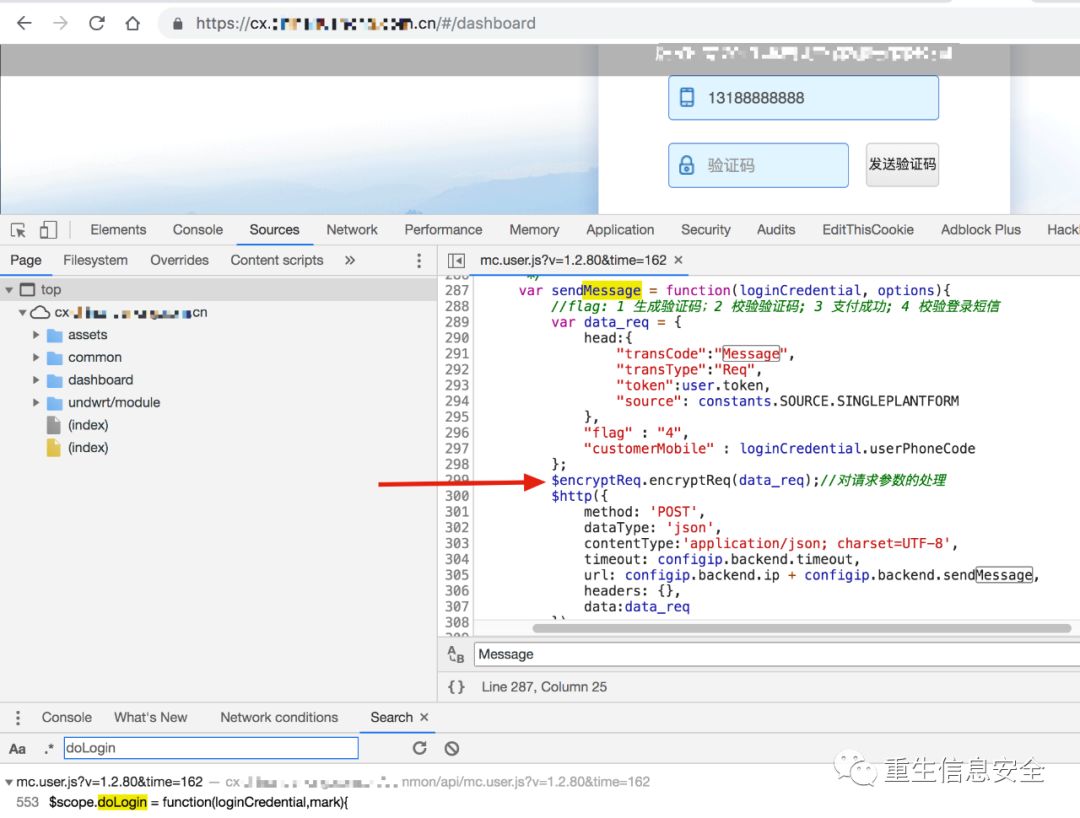 https://cx. .cn/#/dashboard
13188888888
验证码 发送验证码
Elements Console Sources Network Performance Memory Application Security Audits EditThisCookie Adblock Plus Hack
Page Filesystem Overrides Content scripts » mc.user.js?v=1.2.80&time=162 ×
top
cx cn
assets
common
dashboard
undwrt/module
(index)
(index)
287 var sendMessage = function(loginCredential, options){
288 //flag: 1 生成验证码；2 校验验证码；3 支付成功；4 校验登录短信
289 var data_req = {
290 head:{
291 "transCode":"Message",
292 "transType":"Req",
293 "token":user.token,
294 "source": constants.SOURCE.SINGLEPLANTFORM
295 },
296 "flag" : "4",
297 "customerMobile" : loginCredential.userPhoneCode
298 };
299 $encryptReq.encryptReq(data_req);//对请求参数的处理
300 $http({
301 method: 'POST',
302 dataType: 'json',
303 contentType:'application/json; charset=UTF-8',
304 timeout: configip.backend.timeout,
305 url: configip.backend.ip + configip.backend.sendMessage,
306 headers: {},
307 data:data_req
308
Message
{} Line 287, Column 25
Console What's New Network conditions Search ×
Aa .* doLogin
mc.user.js?v=1.2.80&time=162 — cx nmon/api/mc.user.js?v=1.2.80&time=162
553 $scope.doLogin = function(loginCredential,mark){
重生信息安全